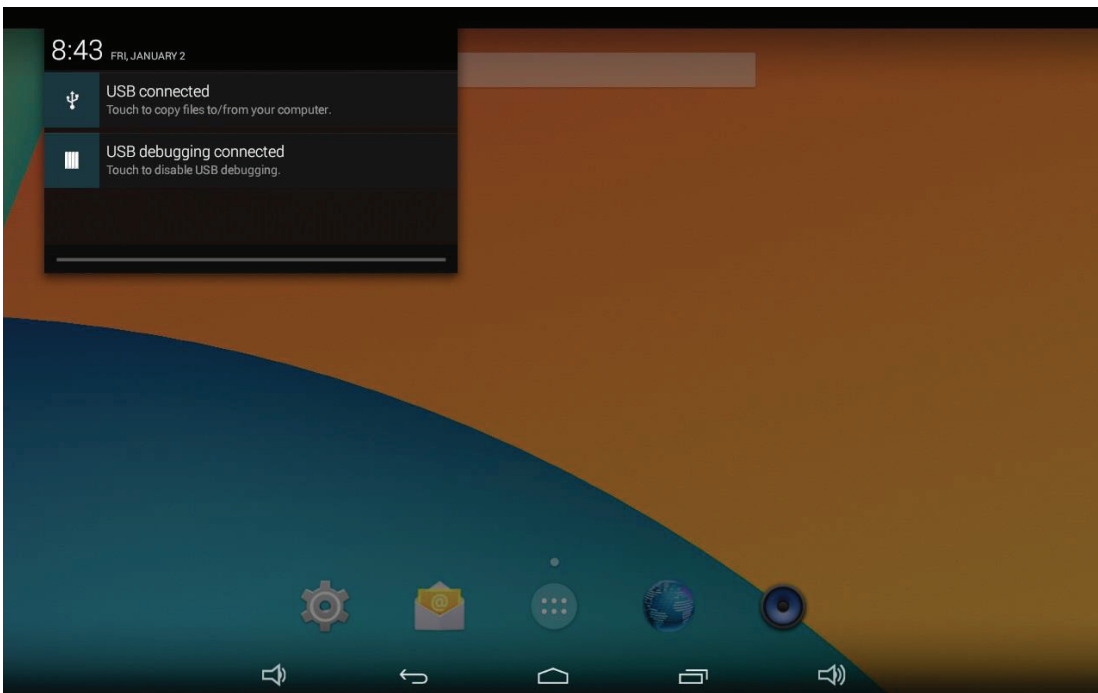 8:43 FRI, JANUARY 2
USB connected
Touch to copy files to/from your computer.
USB debugging connected
Touch to disable USB debugging.
@